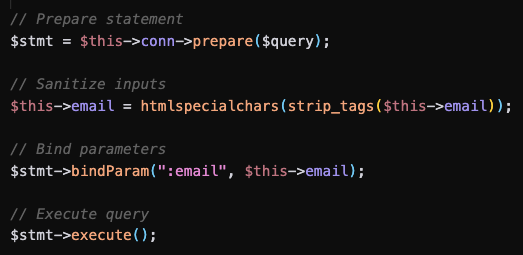 // Prepare statement
$stmt = $this->conn->prepare($query);
// Sanitize inputs
$this->email = htmlspecialchars(strip_tags($this->email));
// Bind parameters
$stmt->bindParam(":email", $this->email);
// Execute query
$stmt->execute();